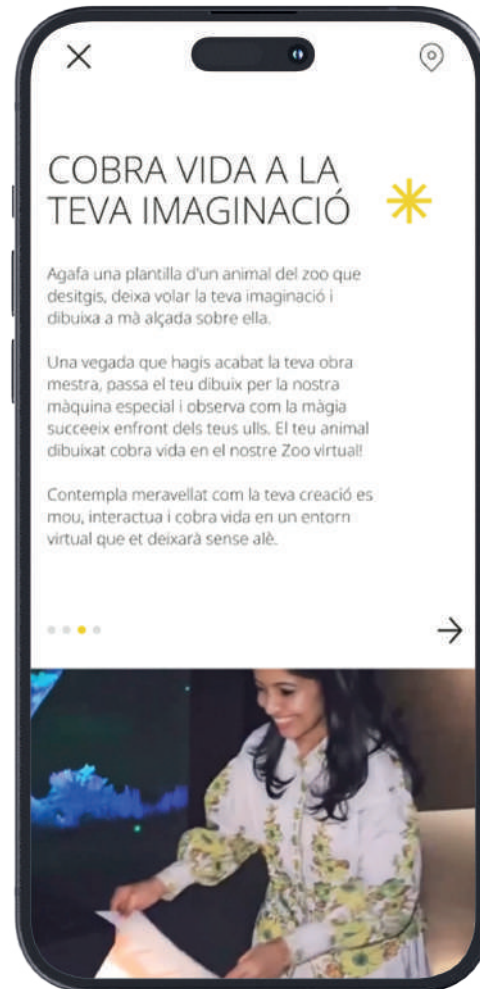 COBRA VIDA A LA
TEVA IMAGINACIÓ
Agafa una plantilla d'un animal del zoo que
desitgis, deixa volar la teva imaginació i
dibuixa a mà alçada sobre ella.
Una vegada que hagis acabat la teva obra
mestra, passa el teu dibuix per la nostra
màquina especial i observa com la màgia
succeeix enfront dels teus ulls. El teu animal
dibuixat cobra vida en el nostre Zoo virtual!
Contempla meravellat com la teva creació es
mou, interactua i cobra vida en un entorn
virtual que et deixarà sense alè.